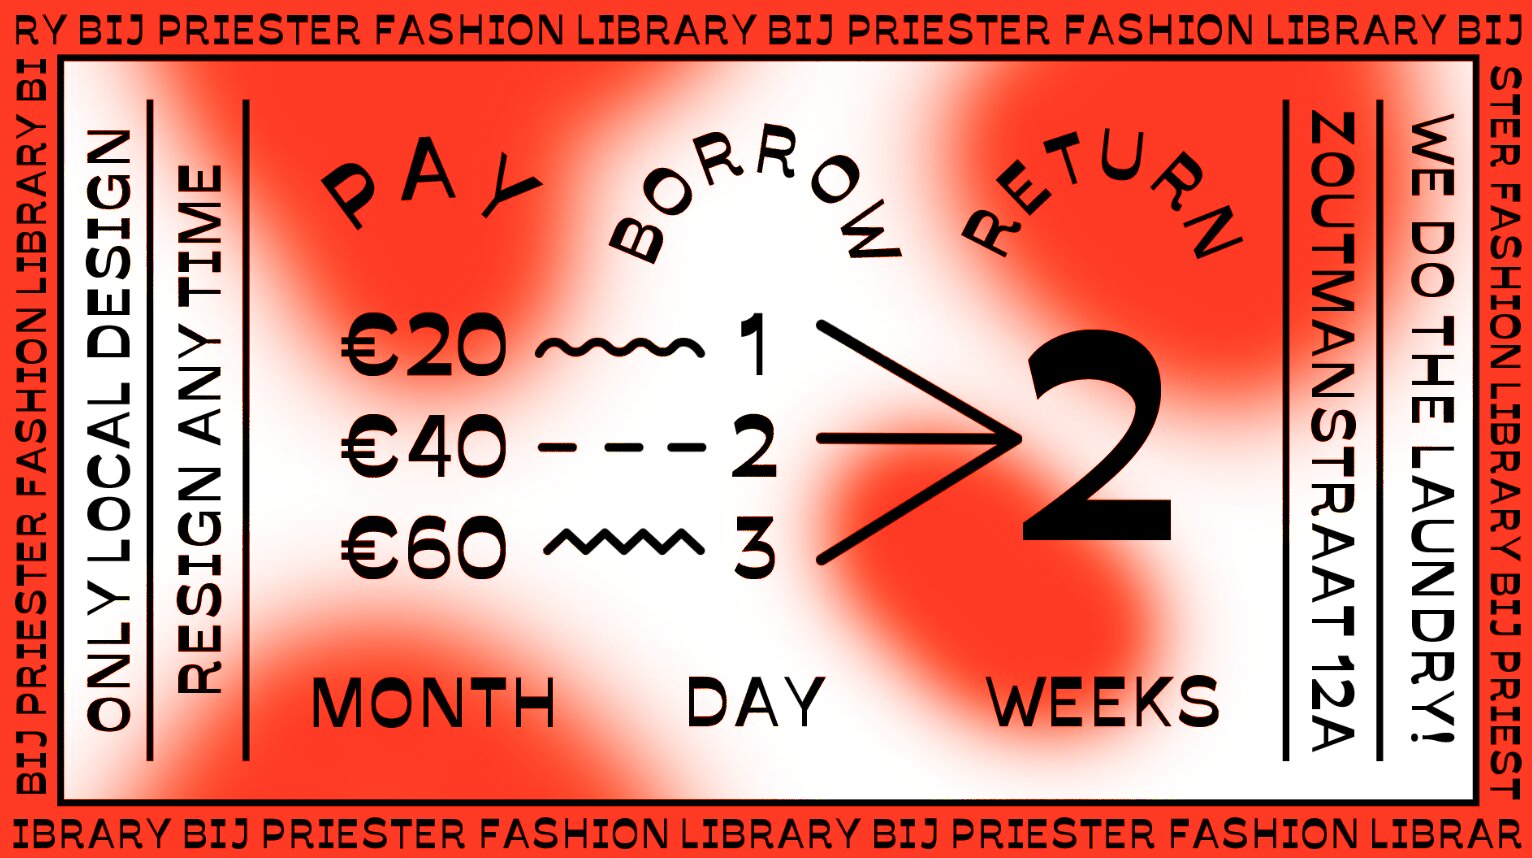 RY BIJ PRIESTER FASHION LIBRARY BIJ PRIESTER FASHION LIBRARY BIJ
BIJ PRIESTER FASHION LIBRARY BI
ONLY LOCAL DESIGN
RESIGN ANY TIME
PAY BORROW RETURN
€20 1
€40 2
€60 3
2
MONTH DAY WEEKS
ZOUTMANSTRAAT 12A
WE DO THE LAUNDRY!
STER FASHION LIBRARY BIJ PRIEST
IBRARY BIJ PRIESTER FASHION LIBRARY BIJ PRIESTER FASHION LIBRAR